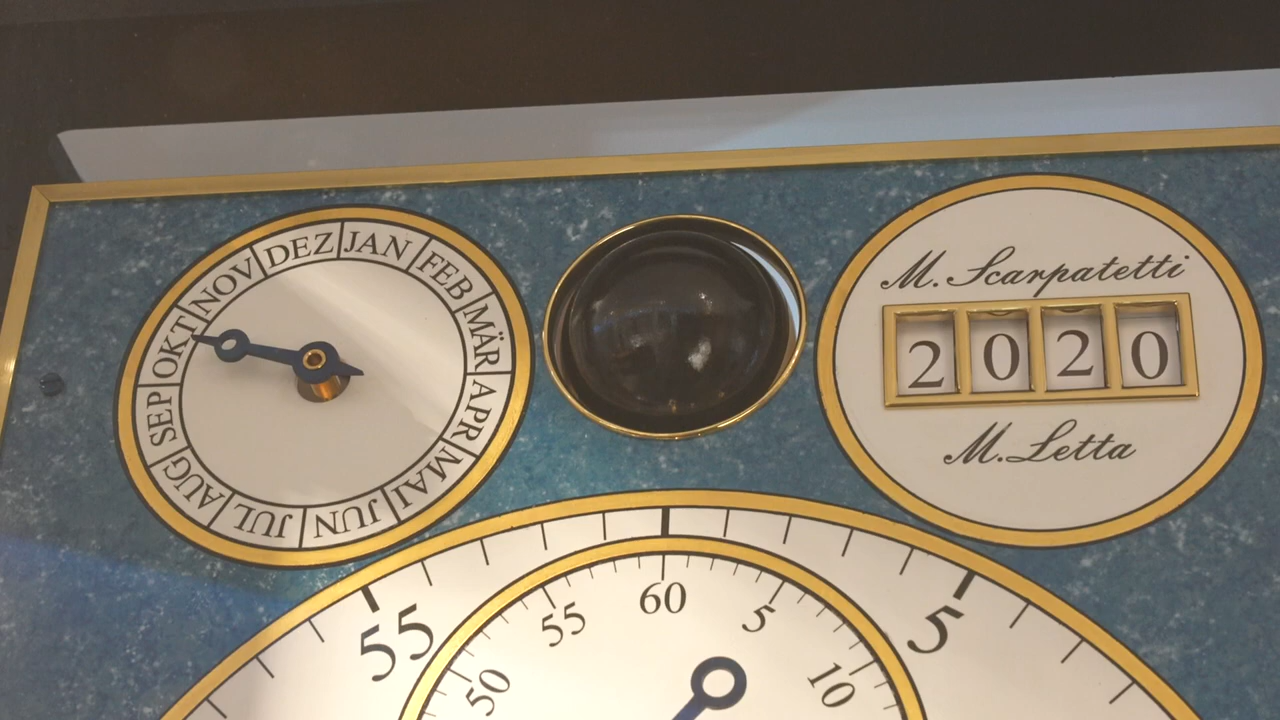 JAN
FEB
MÄR
APR
MAI
JUN
JUL
AUG
SEP
OKT
NOV
DEZ
M. Scarpatetti
2020
M. Letta
55
5
50
55
60
5
10